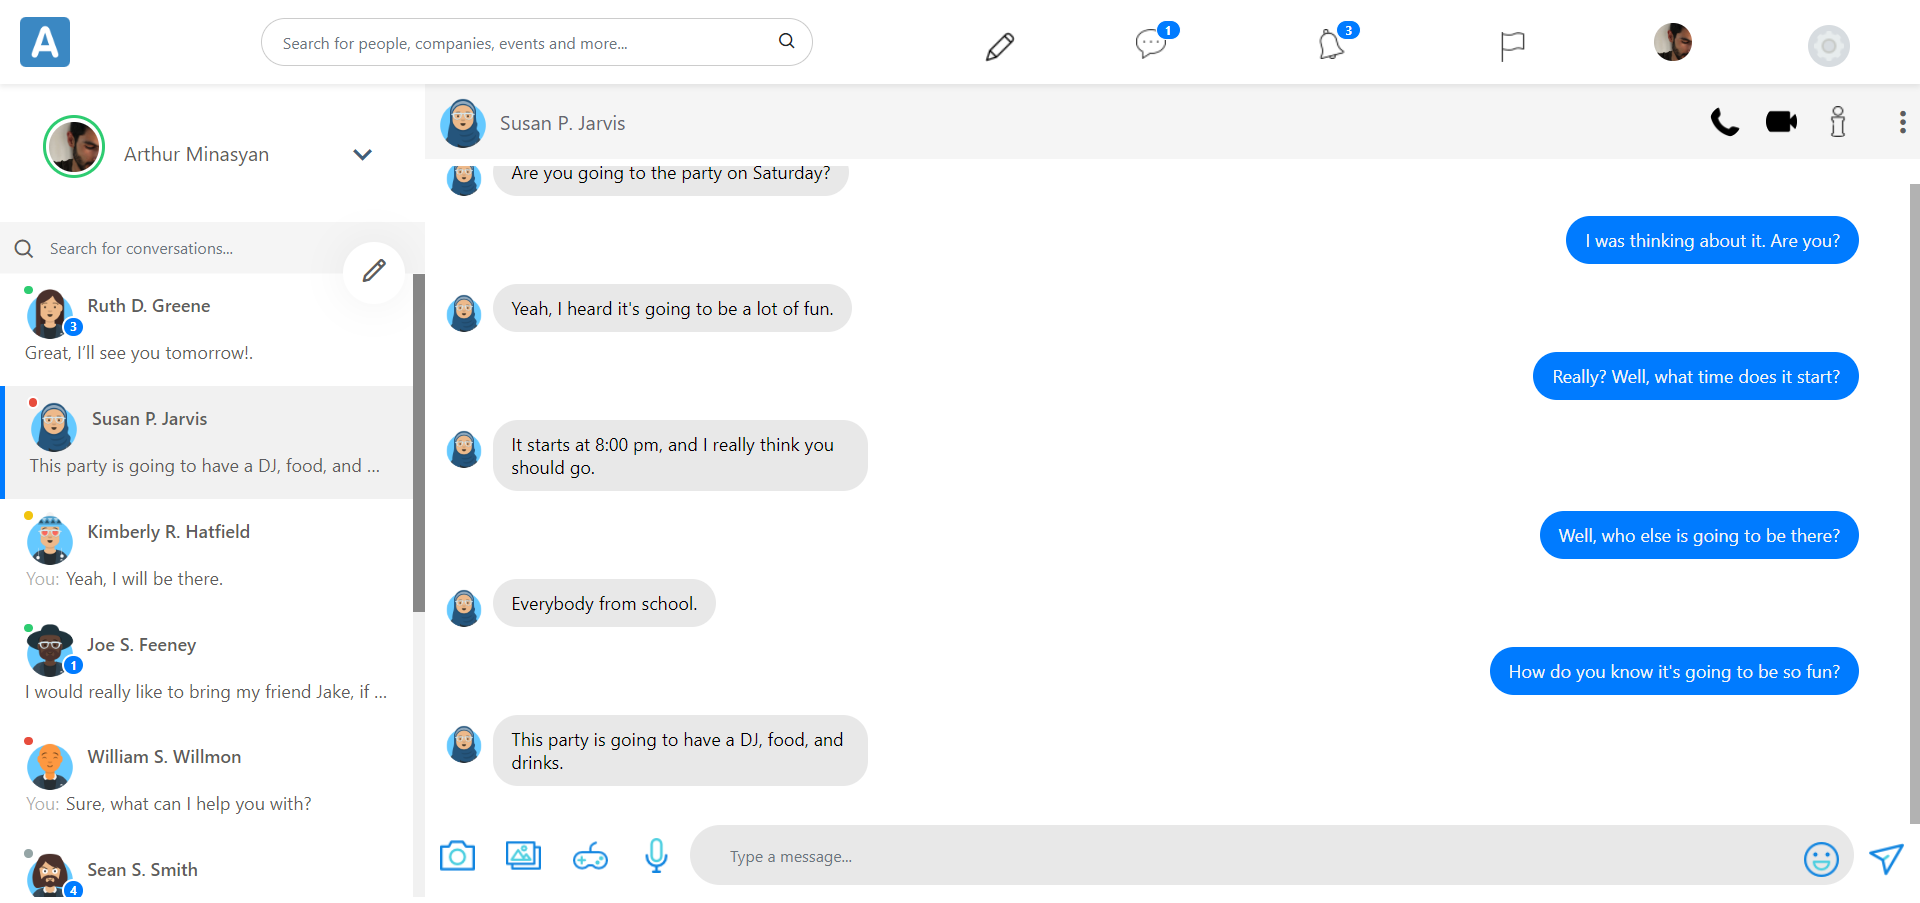 A
Search for people, companies, events and more...
1
3
Arthur Minasyan
Search for conversations...
Ruth D. Greene
3
Great, I'll see you tomorrow!.
Susan P. Jarvis
This party is going to have a DJ, food, and ...
Kimberly R. Hatfield
You: Yeah, I will be there.
Joe S. Feeney
1
I would really like to bring my friend Jake, if ...
William S. Willmon
You: Sure, what can I help you with?
Sean S. Smith
4
Susan P. Jarvis
Are you going to the party on Saturday?
I was thinking about it. Are you?
Yeah, I heard it's going to be a lot of fun.
Really? Well, what time does it start?
It starts at 8:00 pm, and I really think you
should go.
Well, who else is going to be there?
Everybody from school.
How do you know it's going to be so fun?
This party is going to have a DJ, food, and
drinks.
Type a message...